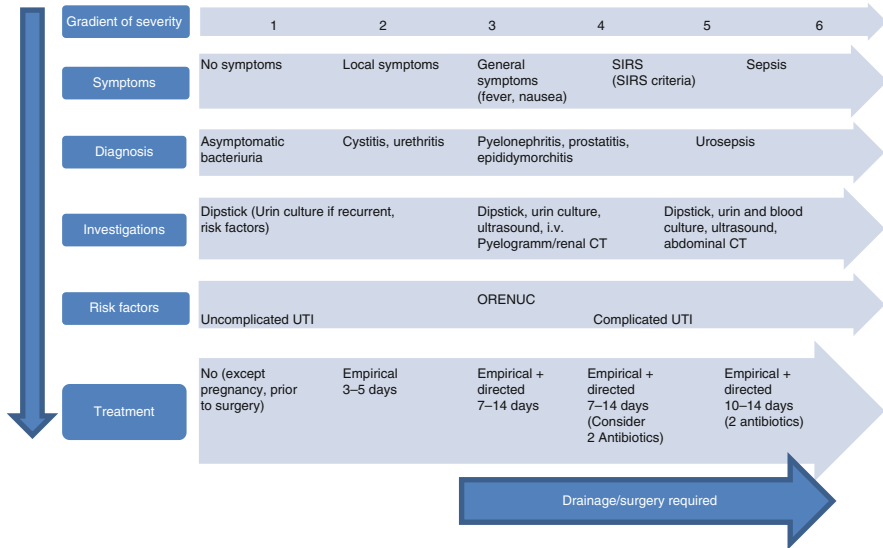 Gradient of severity
1 2 3 4 5 6
Symptoms
No symptoms
Local symptoms
General
symptoms
(fever, nausea)
SIRS
(SIRS criteria)
Sepsis
Diagnosis
Asymptomatic
bacteriuria
Cystitis, urethritis
Pyelonephritis, prostatitis,
epididymorchitis
Urosepsis
Investigations
Dipstick (Urin culture if recurrent,
risk factors)
Dipstick, urin culture,
ultrasound, i.v.
Pyelogramm/renal CT
Dipstick, urin and blood
culture, ultrasound,
abdominal CT
Risk factors
ORENUC
Uncomplicated UTI
Complicated UTI
Treatment
No (except
pregnancy, prior
to surgery)
Empirical
3–5 days
Empirical +
directed
7–14 days
Empirical +
directed
7–14 days
(Consider
2 Antibiotics)
Empirical +
directed
10–14 days
(2 antibiotics)
Drainage/surgery required